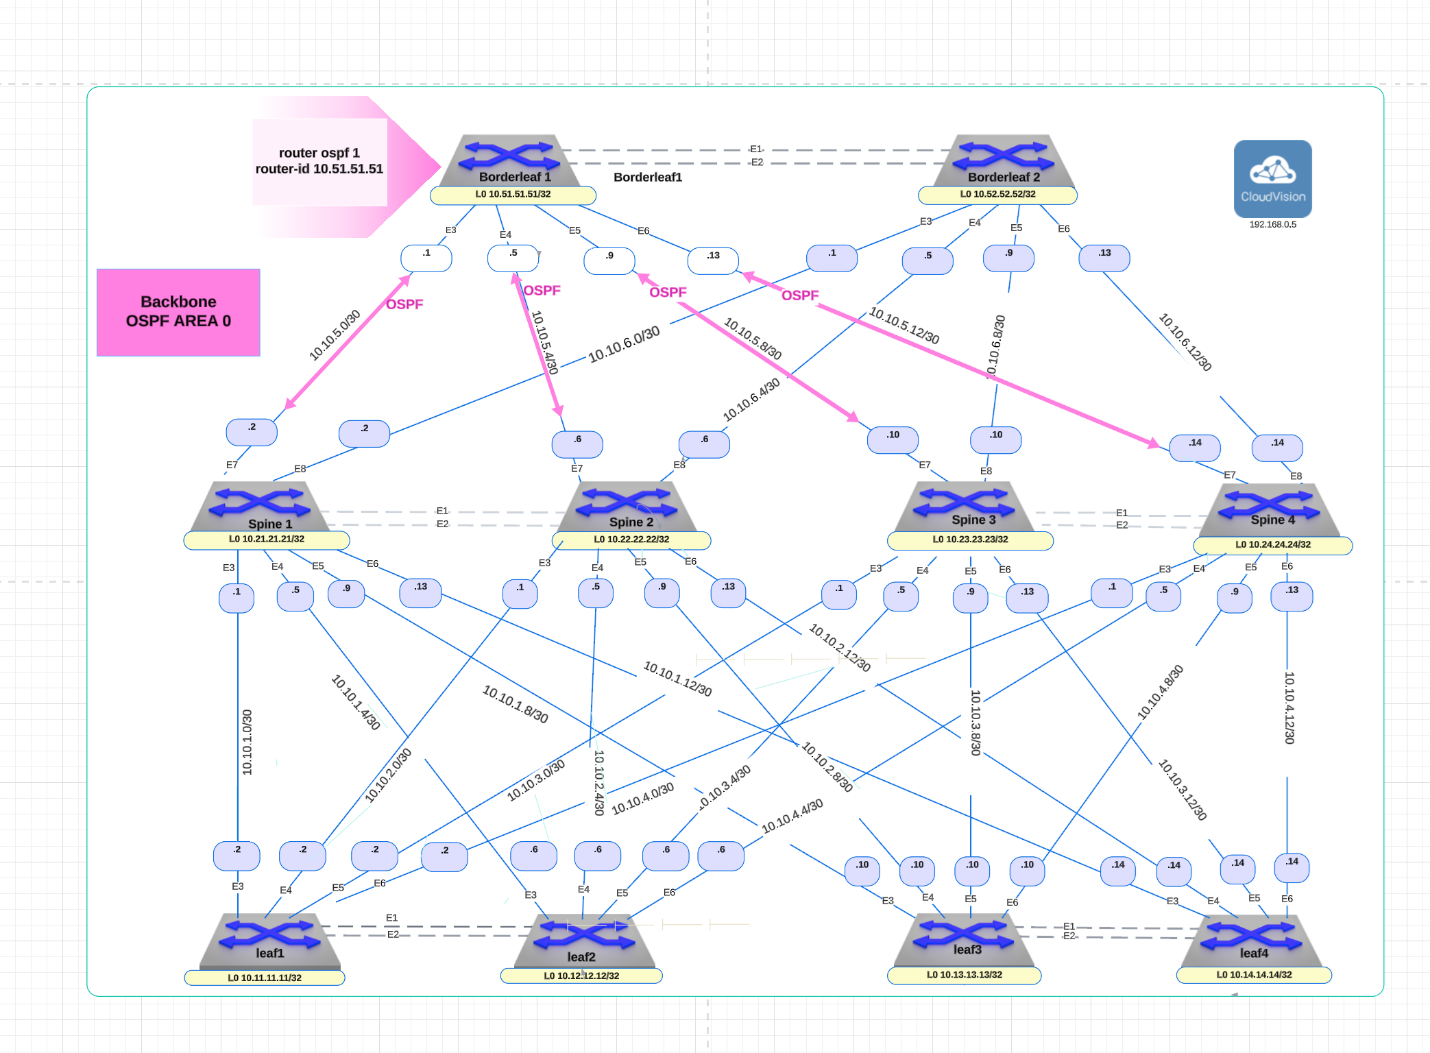 router ospf 1
router-id 10.51.51.51
Borderleaf 1
L0 10.51.51.51/32
E1
E2
Borderleaf1
Borderleaf 2
L0 10.52.52.52/32
CloudVision
192.168.0.5
E3
E4
E5
E6
E3
E4
E5
E6
.1
.5
.9
.13
.1
.5
.9
.13
Backbone
OSPF AREA 0
OSPF
OSPF
OSPF
OSPF
10.10.5.0/30
10.10.5.4/30
10.10.6.0/30
10.10.5.8/30
10.10.6.4/30
10.10.5.12/30
10.10.6.8/30
10.10.6.12/30
.2
.2
.6
.6
.10
.10
.14
.14
E7
E8
E7
E8
E7
E8
E7
E8
Spine 1
L0 10.21.21.21/32
E1
E2
Spine 2
L0 10.22.22.22/32
Spine 3
L0 10.23.23.23/32
E1
E2
Spine 4
L0 10.24.24.24/32
E3
E4
E5
E6
E3
E4
E5
E6
E3
E4
E5
E6
E3
E4
E5
E6
.1
.5
.9
.13
.1
.5
.9
.13
.1
.5
.9
.13
.1
.5
.9
.13
10.10.1.0/30
10.10.1.4/30
10.10.1.8/30
10.10.1.12/30
10.10.2.12/30
10.10.2.0/30
10.10.3.0/30
10.10.2.4/30
10.10.4.0/30
10.10.3.4/30
10.10.4.4/30
10.10.2.8/30
10.10.3.8/30
10.10.4.8/30
10.10.3.12/30
10.10.4.12/30
.2
.2
.2
.2
.6
.6
.6
.6
.10
.10
.10
.10
.14
.14
.14
.14
E3
E4
E5
E6
E3
E4
E5
E6
E3
E4
E5
E6
E3
E4
E5
E6
leaf1
L0 10.11.11.11/32
E1
E2
leaf2
L0 10.12.12.12/32
leaf3
L0 10.13.13.13/32
E1
E2
leaf4
L0 10.14.14.14/32